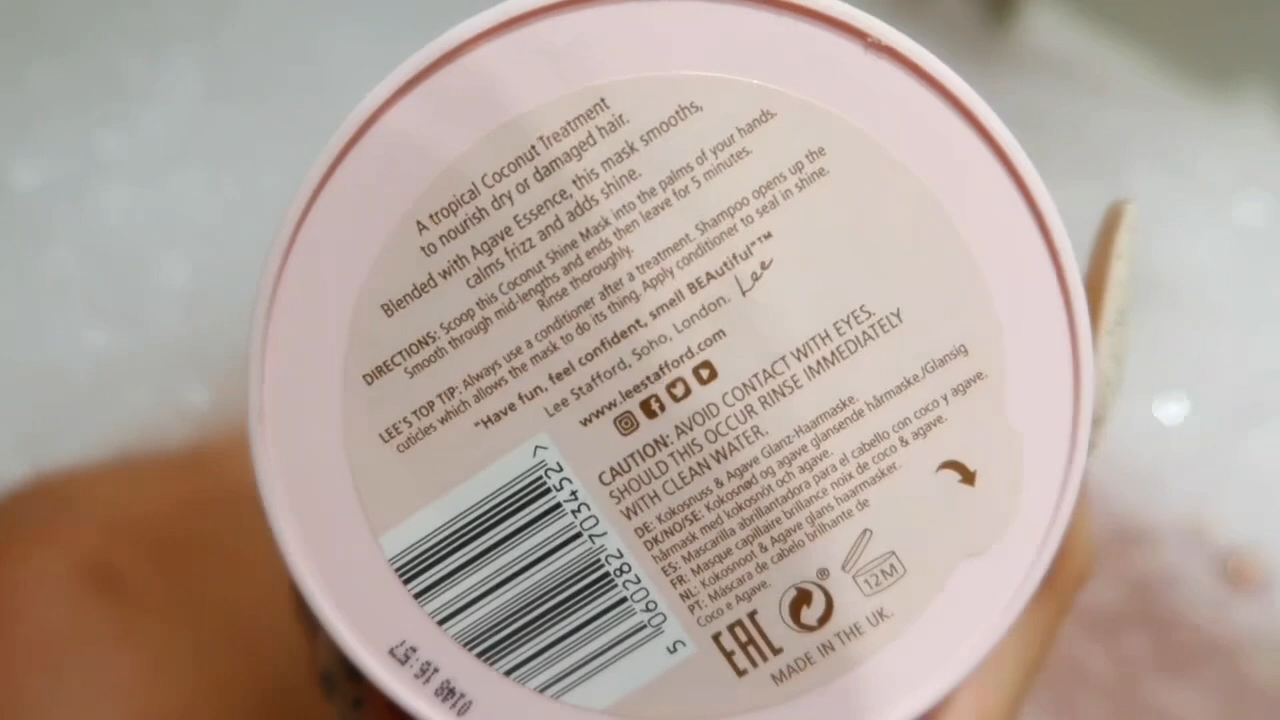 A tropical Coconut Treatment
to nourish dry or damaged hair.
Blended with Agave Essence, this mask smooths,
calms frizz and adds shine.
DIRECTIONS: Scoop this Coconut Shine Mask into the palms of your hands.
Smooth through mid-lengths and ends then leave for 5 minutes.
Rinse thoroughly.
LEE'S TOP TIP: Always use a conditioner after a treatment. Shampoo opens up the
cuticles which allows the mask to do its thing. Apply conditioner to seal in shine.
"Have fun, feel confident, smell BEAutiful"™
Lee Stafford, Soho, London. Lee
www.leestafford.com
CAUTION: AVOID CONTACT WITH EYES.
SHOULD THIS OCCUR RINSE IMMEDIATELY
WITH CLEAN WATER.
DE: Kokosnuss & Agave Glanz-Haarmaske.
DK/NO/SE: Kokosnød og agave glansende hårmaske/Glansig
hårmask med kokosnöt och agave.
ES: Mascarilla abrillantadora para el cabello con coco y agave.
FR: Masque capillaire brillance noix de coco & agave.
NL: Kokosnoot & Agave glans haarmasker.
PT: Máscara de cabelo brilhante de
Coco e Agave.
EAC ® 12M
MADE IN THE UK.
5 060282 703452 >
0148 16:57